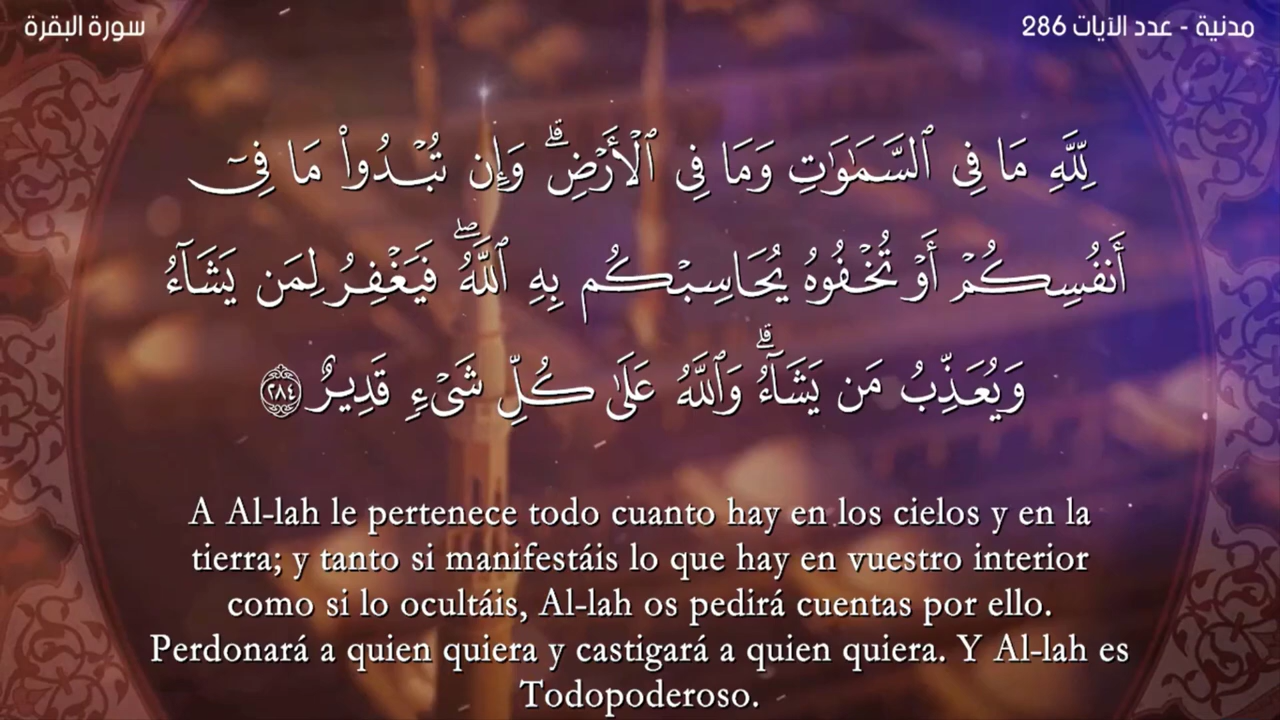 سورة البقرة
مدنية - عدد الآيات 286
لِّلَّهِ مَا فِى ٱلسَّمَـٰوَٰتِ وَمَا فِى ٱلْأَرْضِ ۗ وَإِن تُبْدُوا۟ مَا فِىٓ
أَنفُسِكُمْ أَوْ تُخْفُوهُ يُحَاسِبْكُم بِهِ ٱللَّهُ ۖ فَيَغْفِرُ لِمَن يَشَآءُ
وَيُعَذِّبُ مَن يَشَآءُ ۗ وَٱللَّهُ عَلَىٰ كُلِّ شَىْءٍ قَدِيرٌ ٢٨٤
A Al-lah le pertenece todo cuanto hay en los cielos y en la
tierra; y tanto si manifestáis lo que hay en vuestro interior
como si lo ocultáis, Al-lah os pedirá cuentas por ello.
Perdonará a quien quiera y castigará a quien quiera. Y Al-lah es
Todopoderoso.